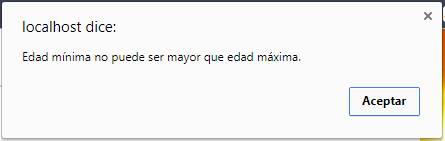 localhost dice:
Edad mínima no puede ser mayor que edad máxima.
Aceptar